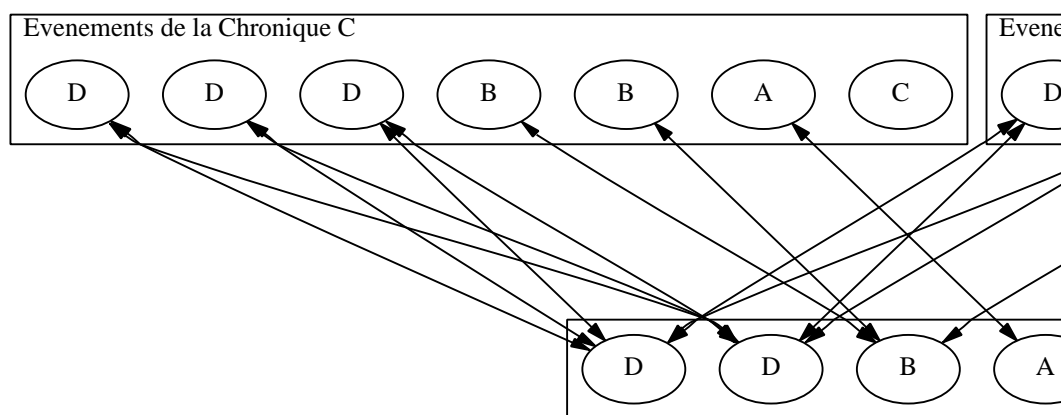 Evenements de la Chronique C
D D D B B A C
D
D D B A